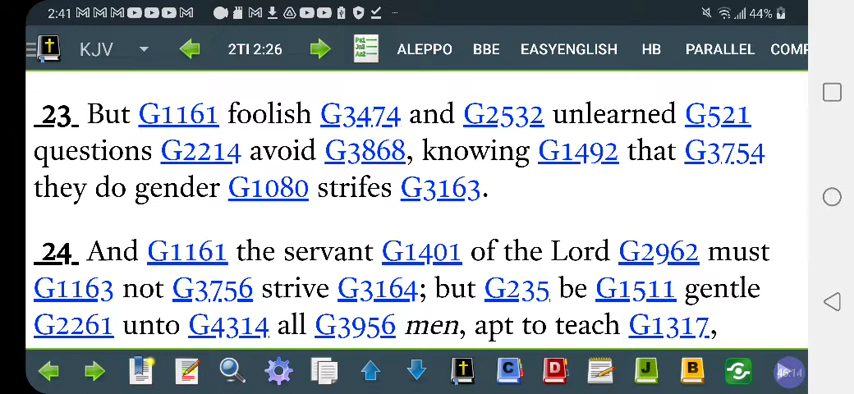 2:41 44%
KJV 2TI 2:26 ALEPPO BBE EASYENGLISH HB PARALLEL COMP
23 But G1161 foolish G3474 and G2532 unlearned G521
questions G2214 avoid G3868, knowing G1492 that G3754
they do gender G1080 strifes G3163.
24 And G1161 the servant G1401 of the Lord G2962 must
G1163 not G3756 strive G3164; but G235 be G1511 gentle
G2261 unto G4314 all G3956 men, apt to teach G1317,
C D J B 46:14